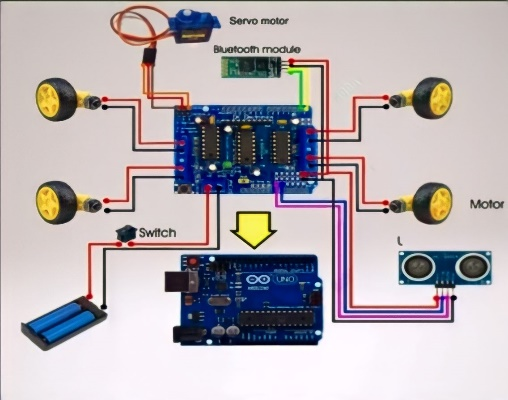 Servo motor
Bluetooth module
Motor
Switch
UNO